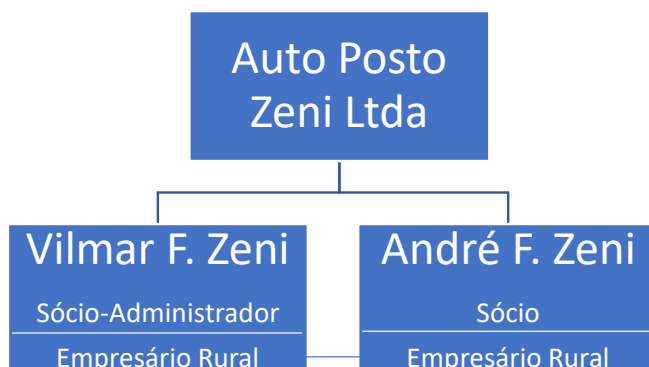 Auto Posto
Zeni Ltda
Vilmar F. Zeni
Sócio-Administrador
Empresário Rural
André F. Zeni
Sócio
Empresário Rural